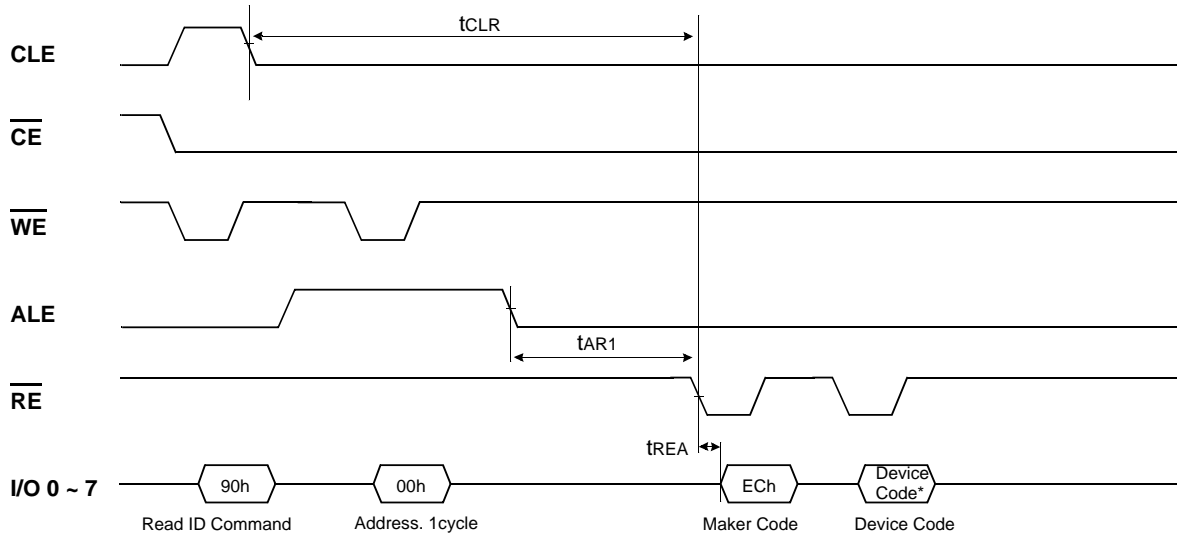 tCLR
CLE
CE
WE
ALE
tAR1
RE
tREA
I/O 0 ~ 7
90h
00h
ECh
Device
Code*
Read ID Command
Address. 1cycle
Maker Code
Device Code